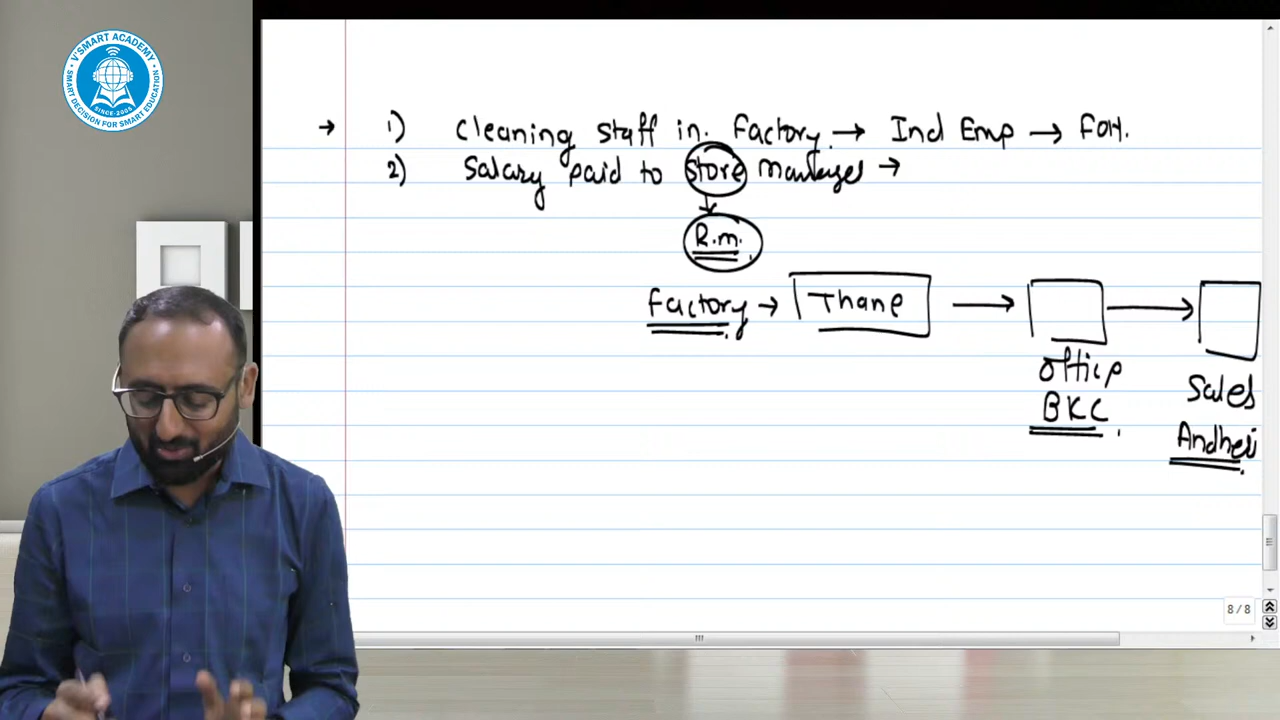 V'SMART ACADEMY
SMART DECISION FOR SMART EDUCATION
SINCE-2005
→ 1) Cleaning staff in. Factory. → Ind Emp → FOH.
2) Salary paid to store Manager →
R.m.
Factory → Thane → →
Office
BKC
Sales
Andheri
8/8